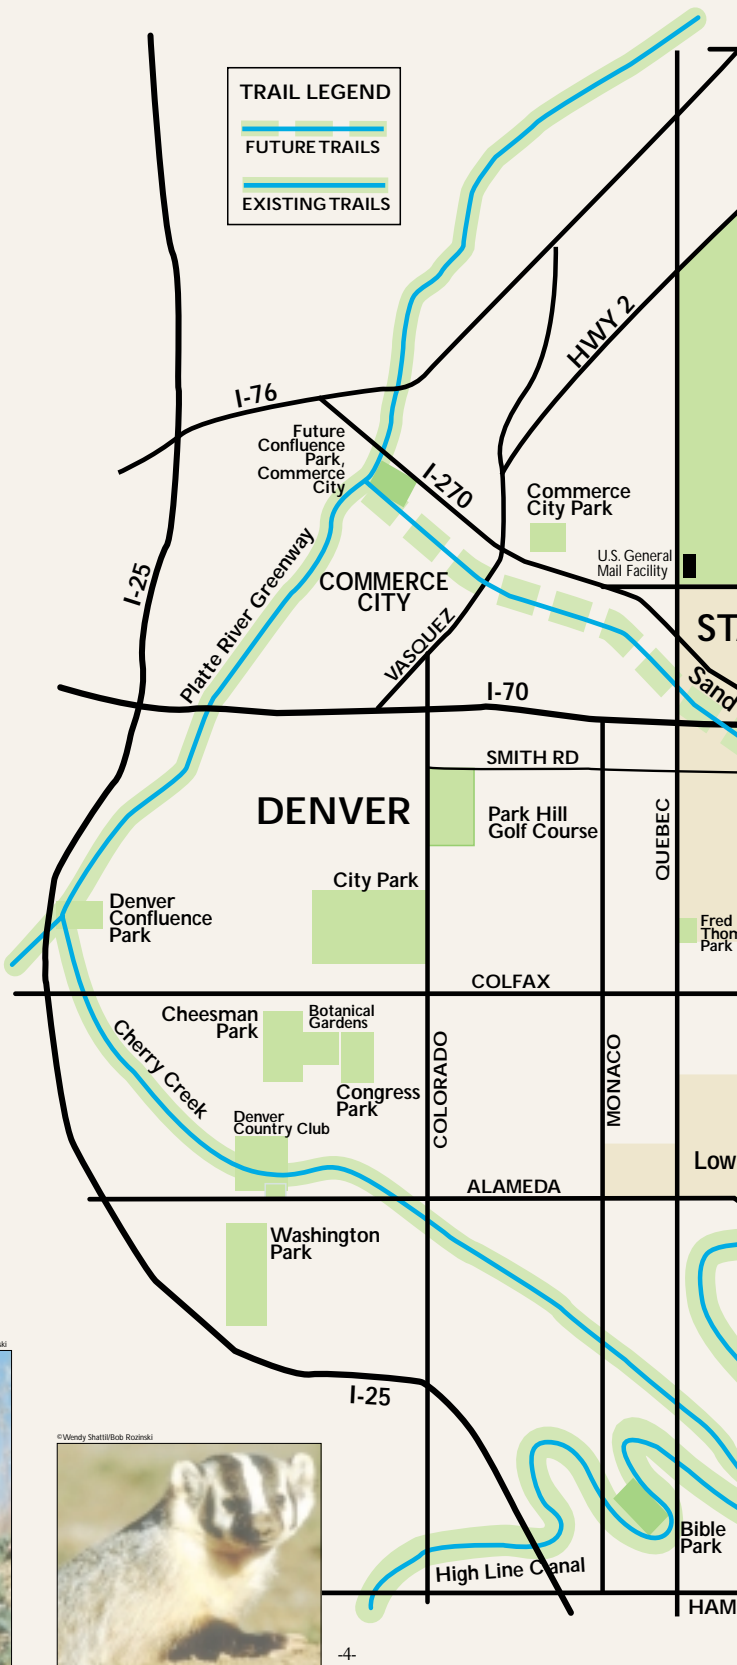 TRAIL LEGEND
FUTURE TRAILS
EXISTING TRAILS
HWY 2
I-76
Future
Confluence
Park,
Commerce
City
I-270
Commerce
City Park
U.S. General
Mail Facility
I-25
Platte River Greenway
COMMERCE
CITY
VASQUEZ
Sand
I-70
SMITH RD
DENVER
Park Hill
Golf Course
QUEBEC
City Park
Denver
Confluence
Park
Fred
Park
COLFAX
Cheesman
Park
Botanical
Gardens
Cherry Creek
Congress
Park
COLORADO
MONACO
Denver
Country Club
Low
ALAMEDA
Washington
Park
I-25
©Wendy Shattil/Bob Rozinski
Bible
Park
High Line Canal
HAM
-4-